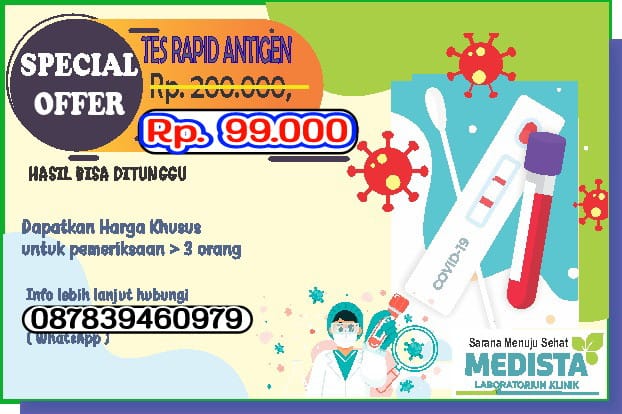 SPECIAL
OFFER
TES RAPID ANTIGEN
Rp. 200.000,
Rp. 99.000
HASIL BISA DITUNGGU
Dapatkan Harga Khusus
untuk pemeriksaan > 3 orang
Info lebih lanjut hubungi
087839460979
( WhatsApp )
COVID-19
Sarana Menuju Sehat
MEDISTA
LABORATORIUM KLINIK